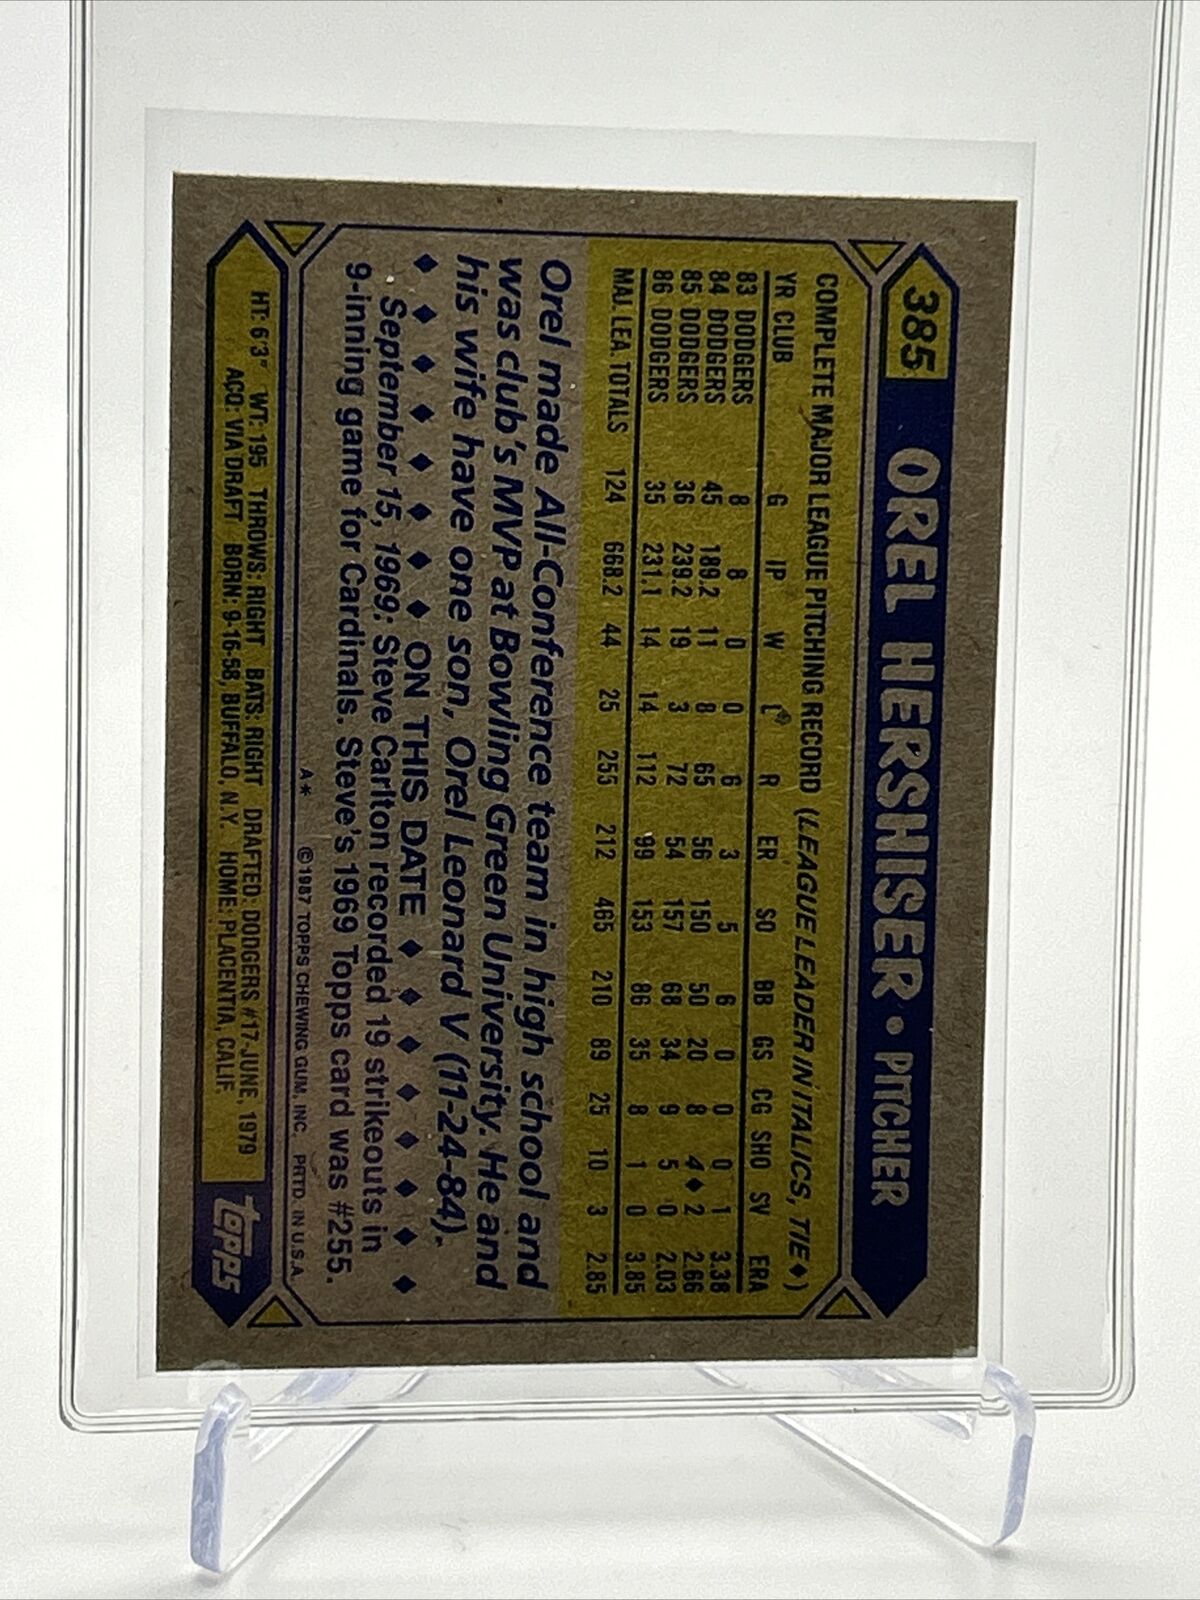 385 OREL HERSHISER • PITCHER
COMPLETE MAJOR LEAGUE PITCHING RECORD (LEAGUE LEADER IN ITALICS, TIE♦)
YR CLUB G IP W L R ER SO BB GS CG SHO SV ERA
83 DODGERS 8 8 0 0 6 3 5 6 0 0 0 1 3.38
84 DODGERS 45 189.2 11 8 65 56 150 50 20 8 4♦ 2 2.66
85 DODGERS 36 239.2 19 3 72 54 157 68 34 9 5 0 2.03
86 DODGERS 35 231.1 14 14 112 99 153 86 35 8 1 0 3.85
MAJ. LEA. TOTALS 124 668.2 44 25 255 212 465 210 89 25 10 3 2.85
Orel made All-Conference team in high school and
was club's MVP at Bowling Green University. He and
his wife have one son, Orel Leonard V (11-24-84).
♦ ♦ ♦ ♦ ♦ ♦ ♦ ♦ ON THIS DATE ♦ ♦ ♦ ♦ ♦ ♦ ♦ ♦
September 15, 1969: Steve Carlton recorded 19 strikeouts in
9-inning game for Cardinals. Steve's 1969 Topps card was #255.
A* © 1987 TOPPS CHEWING GUM, INC. PRTD. IN U.S.A.
HT: 6'3" WT: 195 THROWS: RIGHT BATS: RIGHT DRAFTED: DODGERS #17-JUNE, 1979
ACQ: VIA DRAFT BORN: 9-16-58, BUFFALO, N.Y. HOME: PLACENTIA, CALIF.
topps